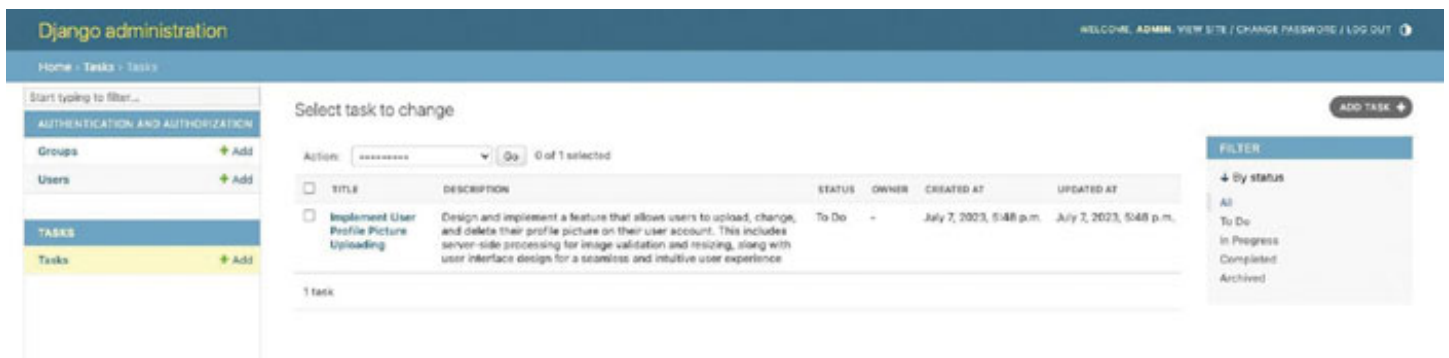 Django administration
WELCOME, ADMIN. VIEW SITE / CHANGE PASSWORD / LOG OUT
Home › Tasks › Tasks
Start typing to filter...
AUTHENTICATION AND AUTHORIZATION
Groups + Add
Users + Add
TASKS
Tasks + Add
Select task to change
ADD TASK +
Action: --------- Go 0 of 1 selected
TITLE DESCRIPTION STATUS OWNER CREATED AT UPDATED AT
Implement User Design and implement a feature that allows users to upload, change, To Do - July 7, 2023, 5:48 p.m. July 7, 2023, 5:48 p.m.
Profile Picture and delete their profile picture on their user account. This includes
Uploading server-side processing for image validation and resizing, along with
user interface design for a seamless and intuitive user experience
1 task
FILTER
↓ By status
All
To Do
In Progress
Completed
Archived